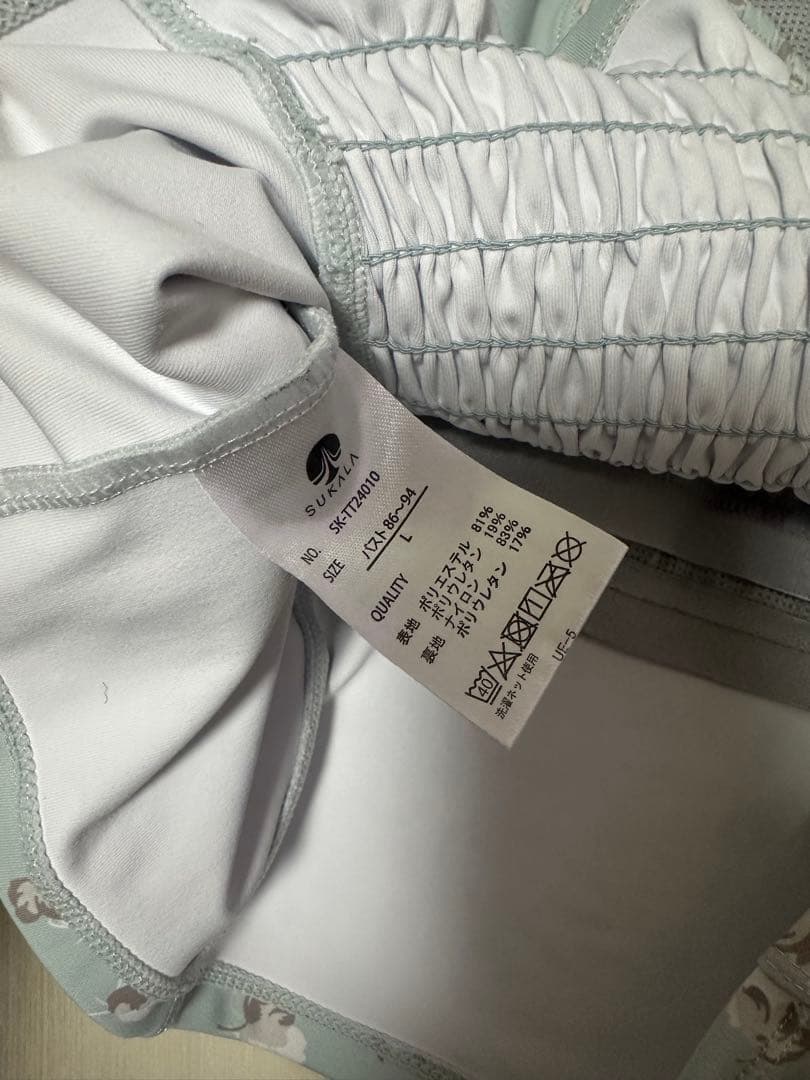 SUKALA
NO. SK-TT24010
SIZE バスト86〜94
L
QUALITY
表地 ポリエステル 81%
ポリウレタン 19%
裏地 ナイロン 83%
ポリウレタン 17%
40
洗濯ネット使用
UF-5